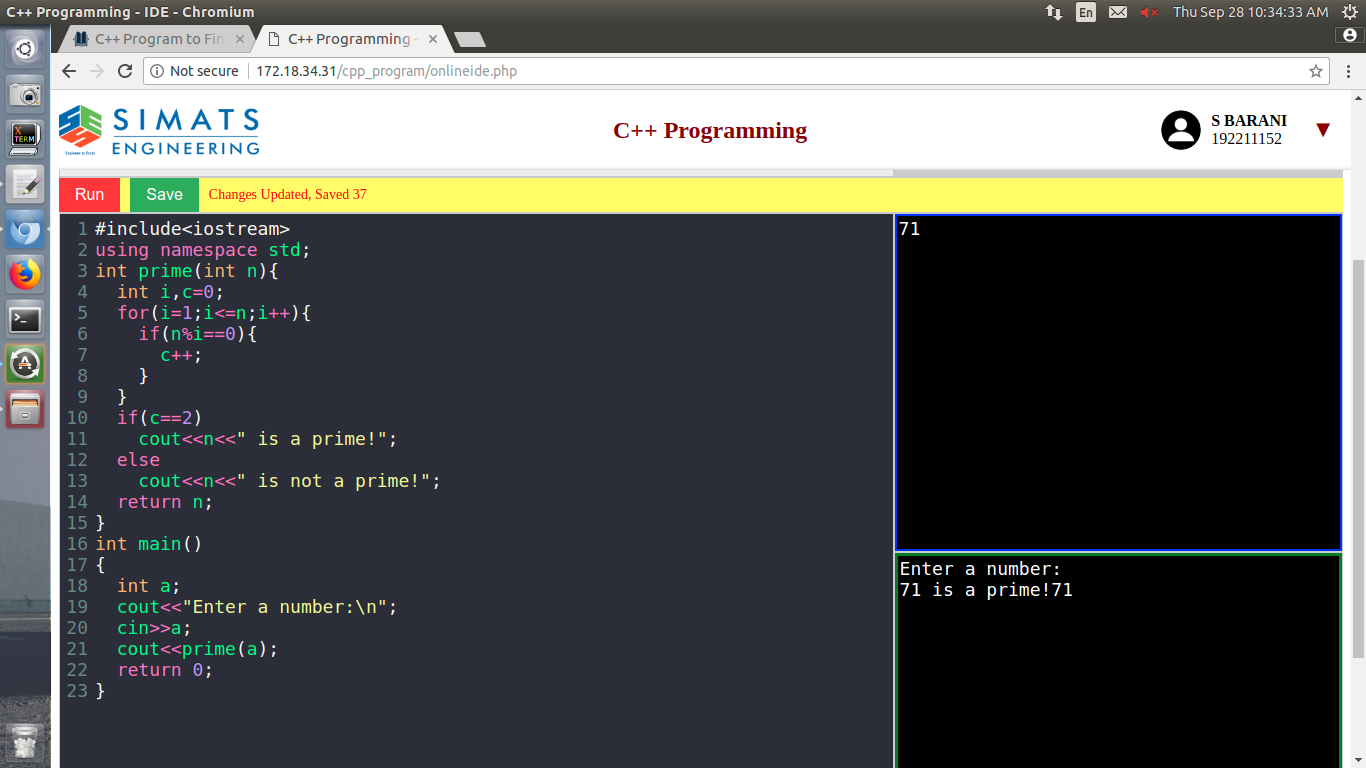 C++ Programming - IDE - Chromium
En
Thu Sep 28 10:34:33 AM
C++ Program to Fin
C++ Programming -
Not secure
172.18.34.31/cpp_program/onlineide.php
SIMATS
ENGINEERING
C++ Programming
S BARANI
192211152
Run
Save
Changes Updated, Saved 37
1 #include<iostream>
2 using namespace std;
3 int prime(int n){
4   int i,c=0;
5   for(i=1;i<=n;i++){
6     if(n%i==0){
7       c++;
8     }
9   }
10   if(c==2)
11     cout<<n<<" is a prime!";
12   else
13     cout<<n<<" is not a prime!";
14   return n;
15 }
16 int main()
17 {
18   int a;
19   cout<<"Enter a number:\n";
20   cin>>a;
21   cout<<prime(a);
22   return 0;
23 }
71
Enter a number:
71 is a prime!71